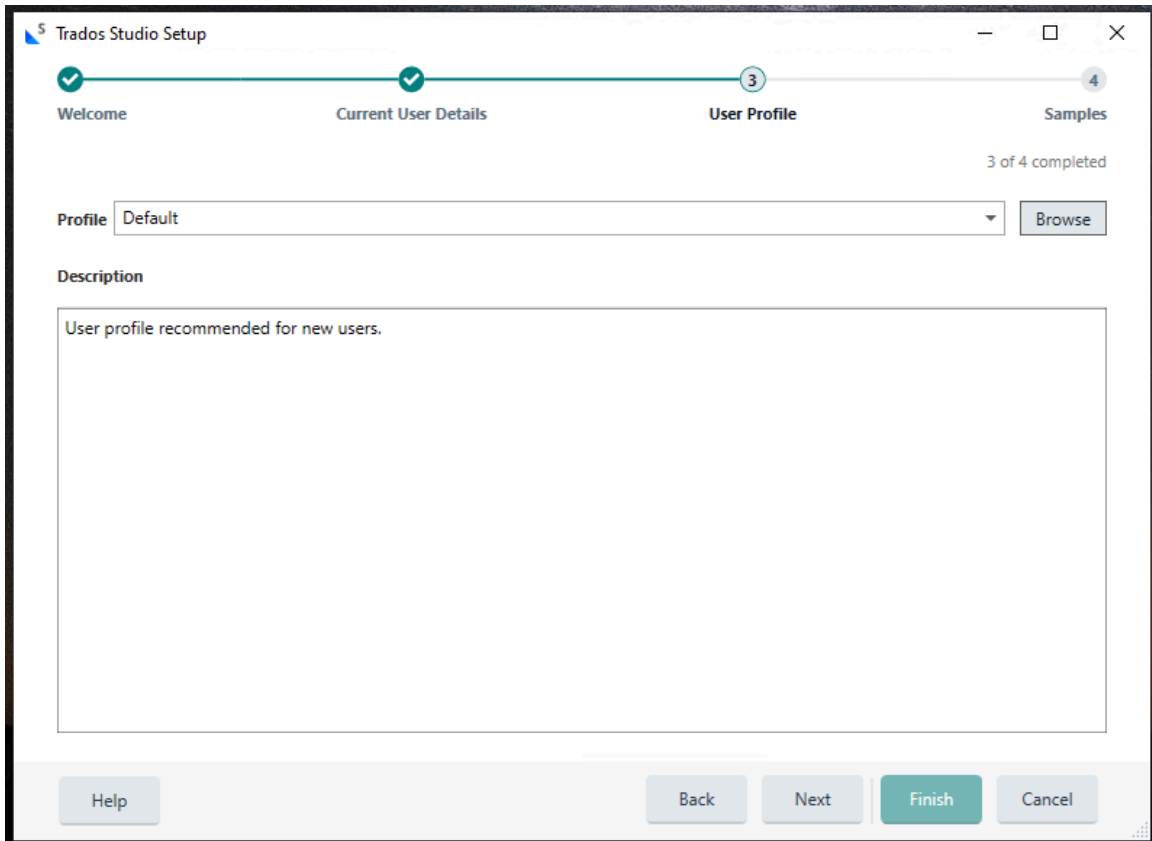 S Trados Studio Setup
3 4
Welcome Current User Details User Profile Samples
3 of 4 completed
Profile Default Browse
Description
User profile recommended for new users.
Help Back Next Finish Cancel